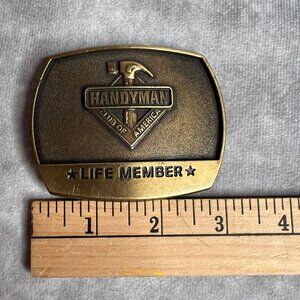 HANDYMAN
CLUB OF AMERICA
★LIFE MEMBER★
1 2 3 4